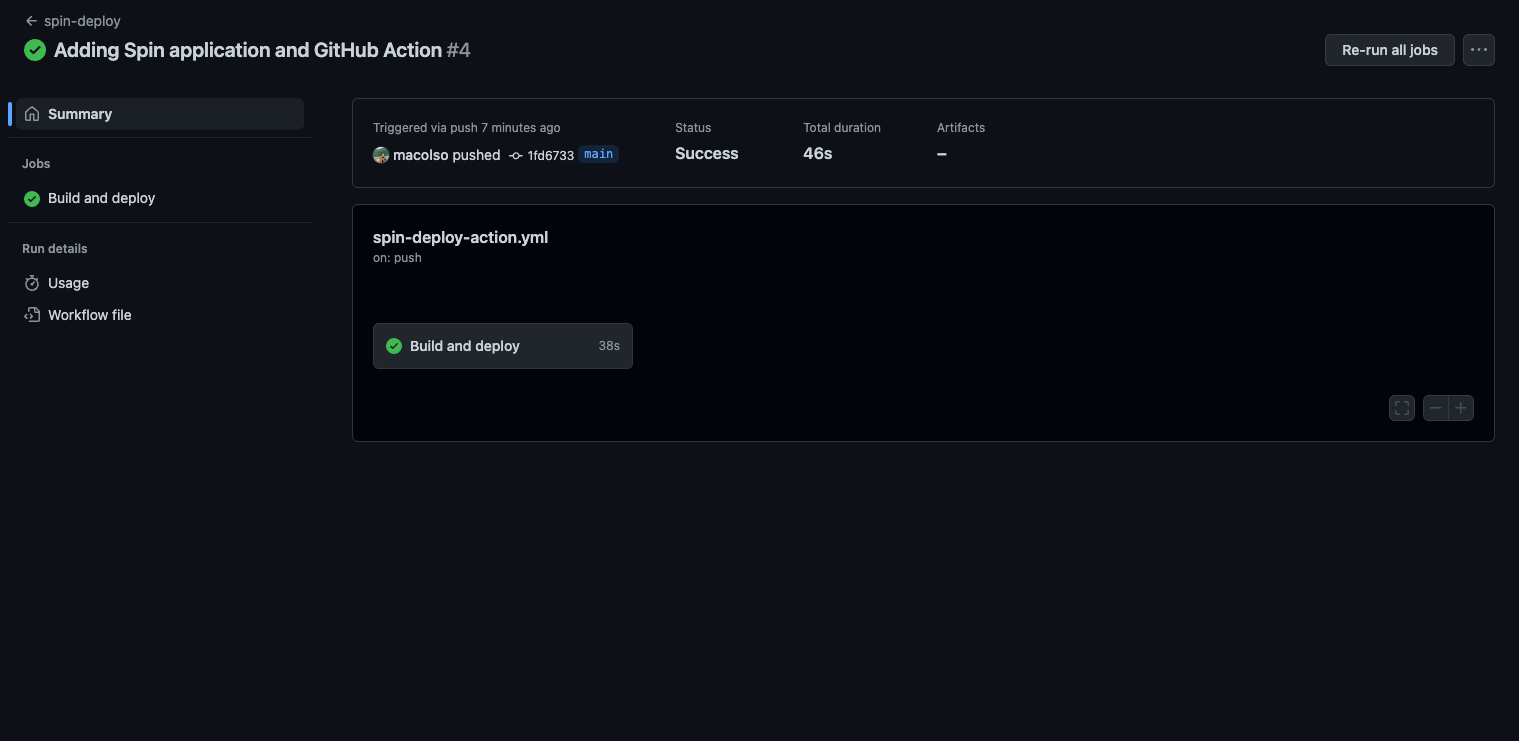 spin-deploy
Adding Spin application and GitHub Action #4
Re-run all jobs
Summary
Jobs
Build and deploy
Run details
Usage
Workflow file
Triggered via push 7 minutes ago
macolso pushed 1fd6733 main
Status
Success
Total duration
46s
Artifacts
–
spin-deploy-action.yml
on: push
Build and deploy 38s